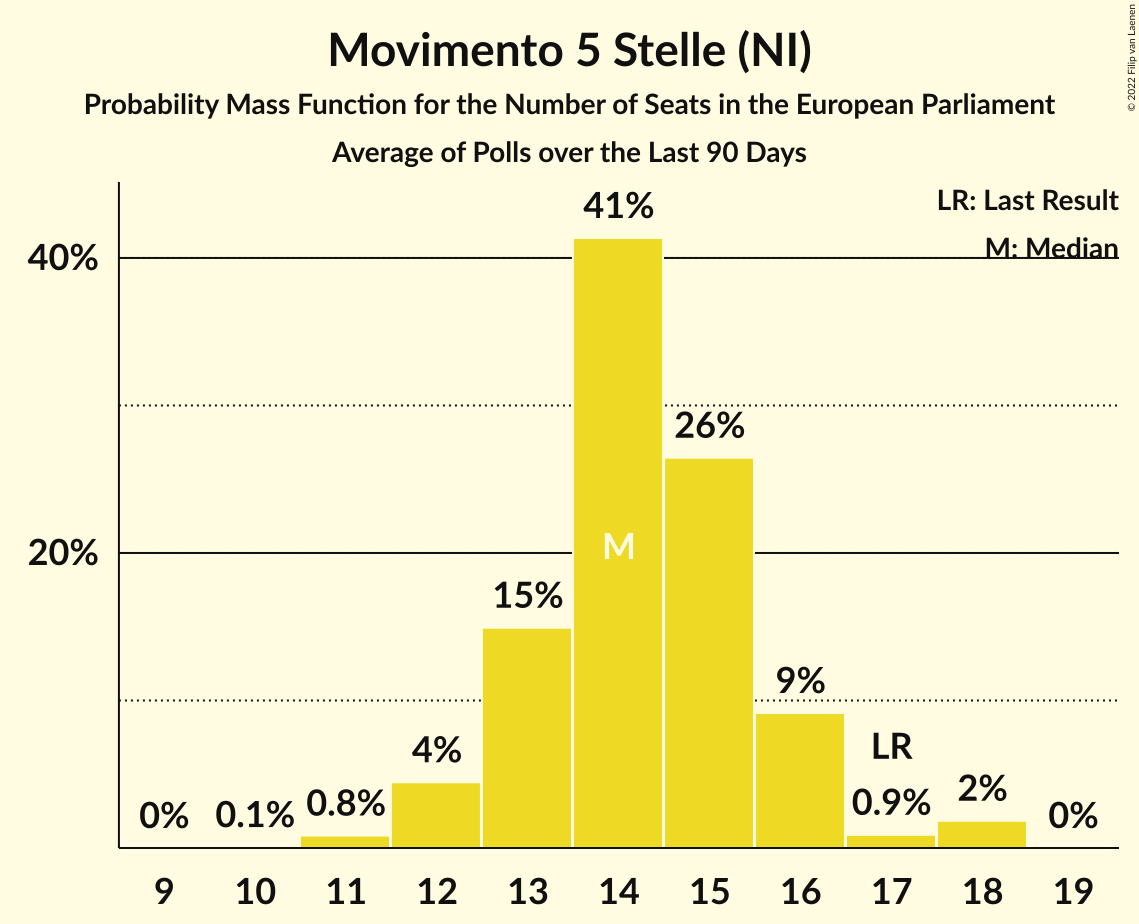 Movimento 5 Stelle (NI)
Probability Mass Function for the Number of Seats in the European Parliament
Average of Polls over the Last 90 Days
© 2022 Filip van Laenen
LR: Last Result
M: Median
40%
20%
0%
0.1%
0.8%
4%
15%
41%
M
26%
9%
LR
0.9%
2%
0%
9 10 11 12 13 14 15 16 17 18 19